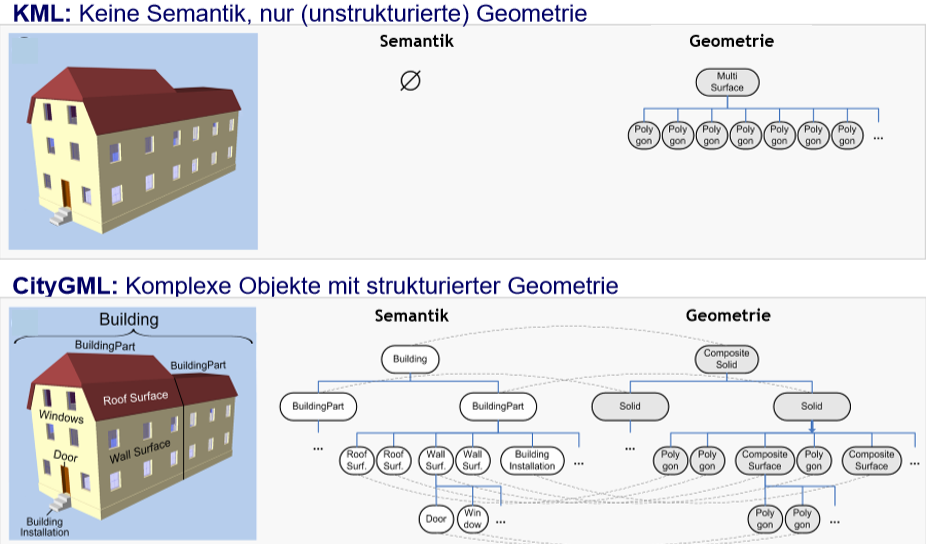 KML: Keine Semantik, nur (unstrukturierte) Geometrie
Semantik
Geometrie
∅
Multi
Surface
Poly
gon
Poly
gon
Poly
gon
Poly
gon
Poly
gon
Poly
gon
Poly
gon
...
CityGML: Komplexe Objekte mit strukturierter Geometrie
Building
BuildingPart
BuildingPart
Roof Surface
Windows
Wall Surface
Door
Building
Installation
Semantik
Geometrie
Building
Composite
Solid
BuildingPart
BuildingPart
Solid
Solid
...
Roof
Surf.
Roof
Surf.
Wall
Surf.
Wall
Surf.
Building
Installation
...
...
Poly
gon
Poly
gon
Composite
Surface
Poly
gon
Composite
Surface
...
Door
Win
dow
...
Poly
gon
Poly
gon
...